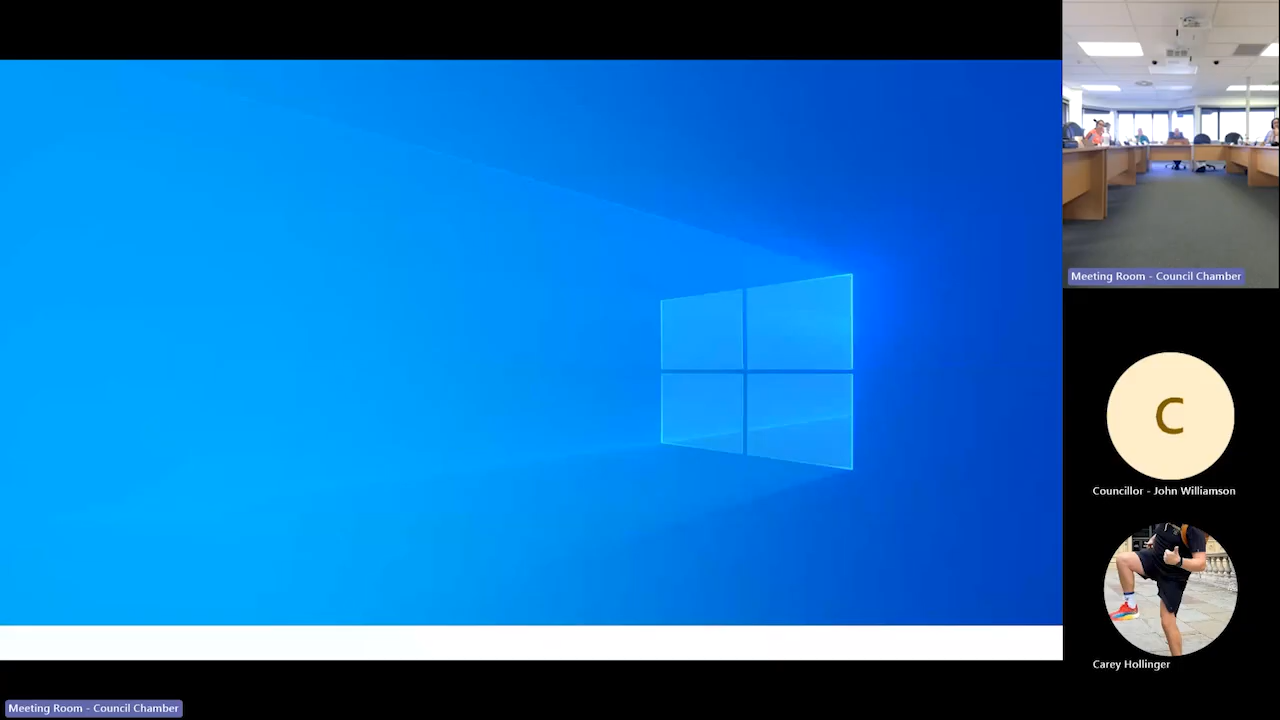 Meeting Room - Council Chamber
C
Councillor - John Williamson
Carey Hollinger
Meeting Room - Council Chamber